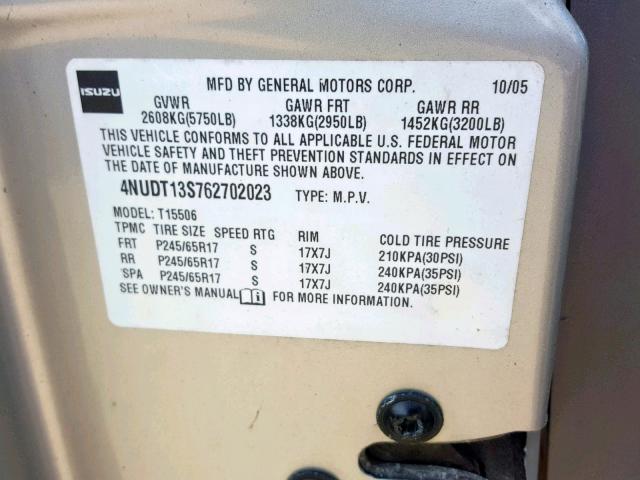 ISUZU
MFD BY GENERAL MOTORS CORP. 10/05
GVWR GAWR FRT GAWR RR
2608KG(5750LB) 1338KG(2950LB) 1452KG(3200LB)
THIS VEHICLE CONFORMS TO ALL APPLICABLE U.S. FEDERAL MOTOR
VEHICLE SAFETY AND THEFT PREVENTION STANDARDS IN EFFECT ON
THE DATE OF MANUFACTURE SHOWN ABOVE.
4NUDT13S762702023 TYPE: M.P.V.
MODEL: T15506
TPMC TIRE SIZE SPEED RTG RIM COLD TIRE PRESSURE
FRT P245/65R17 S 17X7J 210KPA(30PSI)
RR P245/65R17 S 17X7J 240KPA(35PSI)
SPA P245/65R17 S 17X7J 240KPA(35PSI)
SEE OWNER'S MANUAL FOR MORE INFORMATION.